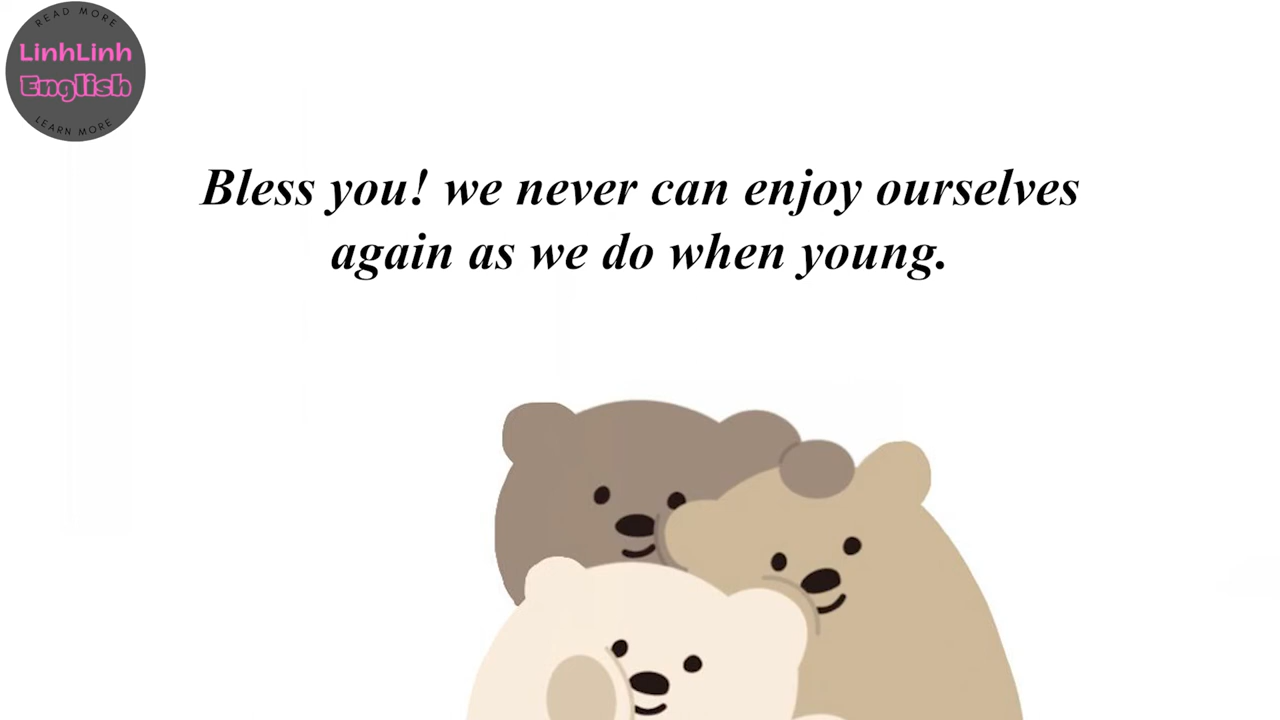 READ MORE
LinhLinh
English
LEARN MORE
Bless you! we never can enjoy ourselves
again as we do when young.